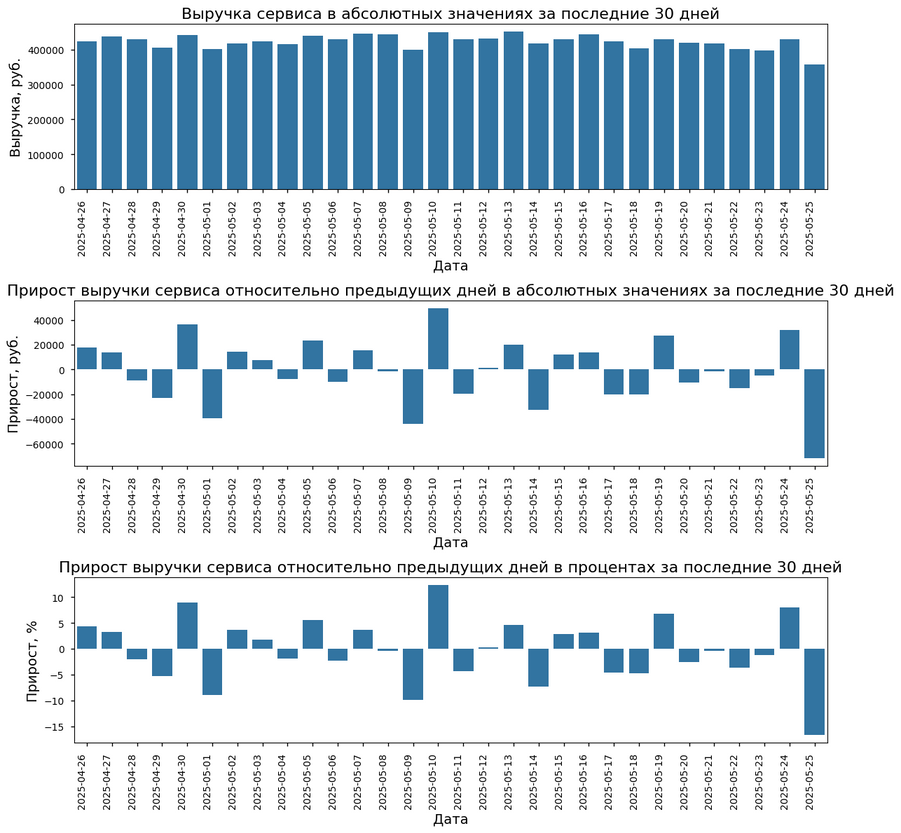 Выручка сервиса в абсолютных значениях за последние 30 дней
Выручка, руб.
400000
300000
200000
100000
0
2025-04-26 2025-04-27 2025-04-28 2025-04-29 2025-04-30 2025-05-01 2025-05-02 2025-05-03 2025-05-04 2025-05-05 2025-05-06 2025-05-07 2025-05-08 2025-05-09 2025-05-10 2025-05-11 2025-05-12 2025-05-13 2025-05-14 2025-05-15 2025-05-16 2025-05-17 2025-05-18 2025-05-19 2025-05-20 2025-05-21 2025-05-22 2025-05-23 2025-05-24 2025-05-25
Дата
Прирост выручки сервиса относительно предыдущих дней в абсолютных значениях за последние 30 дней
Прирост, руб.
40000
20000
0
−20000
−40000
−60000
2025-04-26 2025-04-27 2025-04-28 2025-04-29 2025-04-30 2025-05-01 2025-05-02 2025-05-03 2025-05-04 2025-05-05 2025-05-06 2025-05-07 2025-05-08 2025-05-09 2025-05-10 2025-05-11 2025-05-12 2025-05-13 2025-05-14 2025-05-15 2025-05-16 2025-05-17 2025-05-18 2025-05-19 2025-05-20 2025-05-21 2025-05-22 2025-05-23 2025-05-24 2025-05-25
Дата
Прирост выручки сервиса относительно предыдущих дней в процентах за последние 30 дней
Прирост, %
10
5
0
−5
−10
−15
2025-04-26 2025-04-27 2025-04-28 2025-04-29 2025-04-30 2025-05-01 2025-05-02 2025-05-03 2025-05-04 2025-05-05 2025-05-06 2025-05-07 2025-05-08 2025-05-09 2025-05-10 2025-05-11 2025-05-12 2025-05-13 2025-05-14 2025-05-15 2025-05-16 2025-05-17 2025-05-18 2025-05-19 2025-05-20 2025-05-21 2025-05-22 2025-05-23 2025-05-24 2025-05-25
Дата